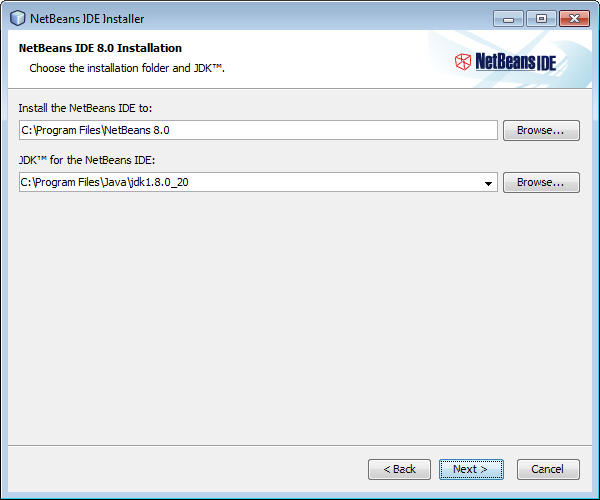 NetBeans IDE Installer
NetBeans IDE 8.0 Installation
Choose the installation folder and JDK™.
NetBeans IDE
Install the NetBeans IDE to:
C:\Program Files\NetBeans 8.0
Browse...
JDK™ for the NetBeans IDE:
C:\Program Files\Java\jdk1.8.0_20
Browse...
< Back
Next >
Cancel